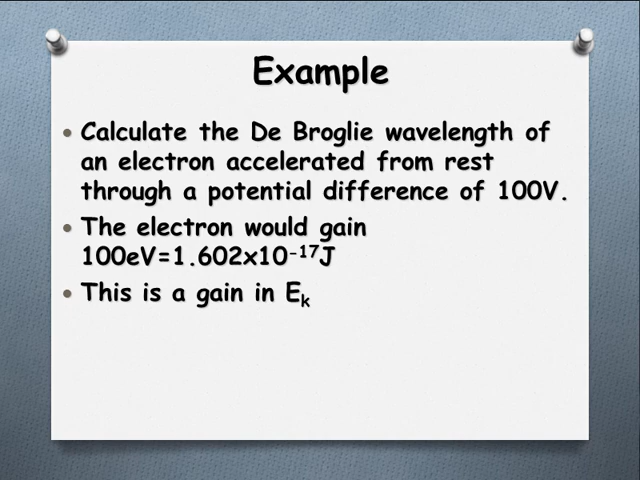 Example
• Calculate the De Broglie wavelength of
an electron accelerated from rest
through a potential difference of 100V.
• The electron would gain
100eV=1.602x10⁻¹⁷J
• This is a gain in Eₖ